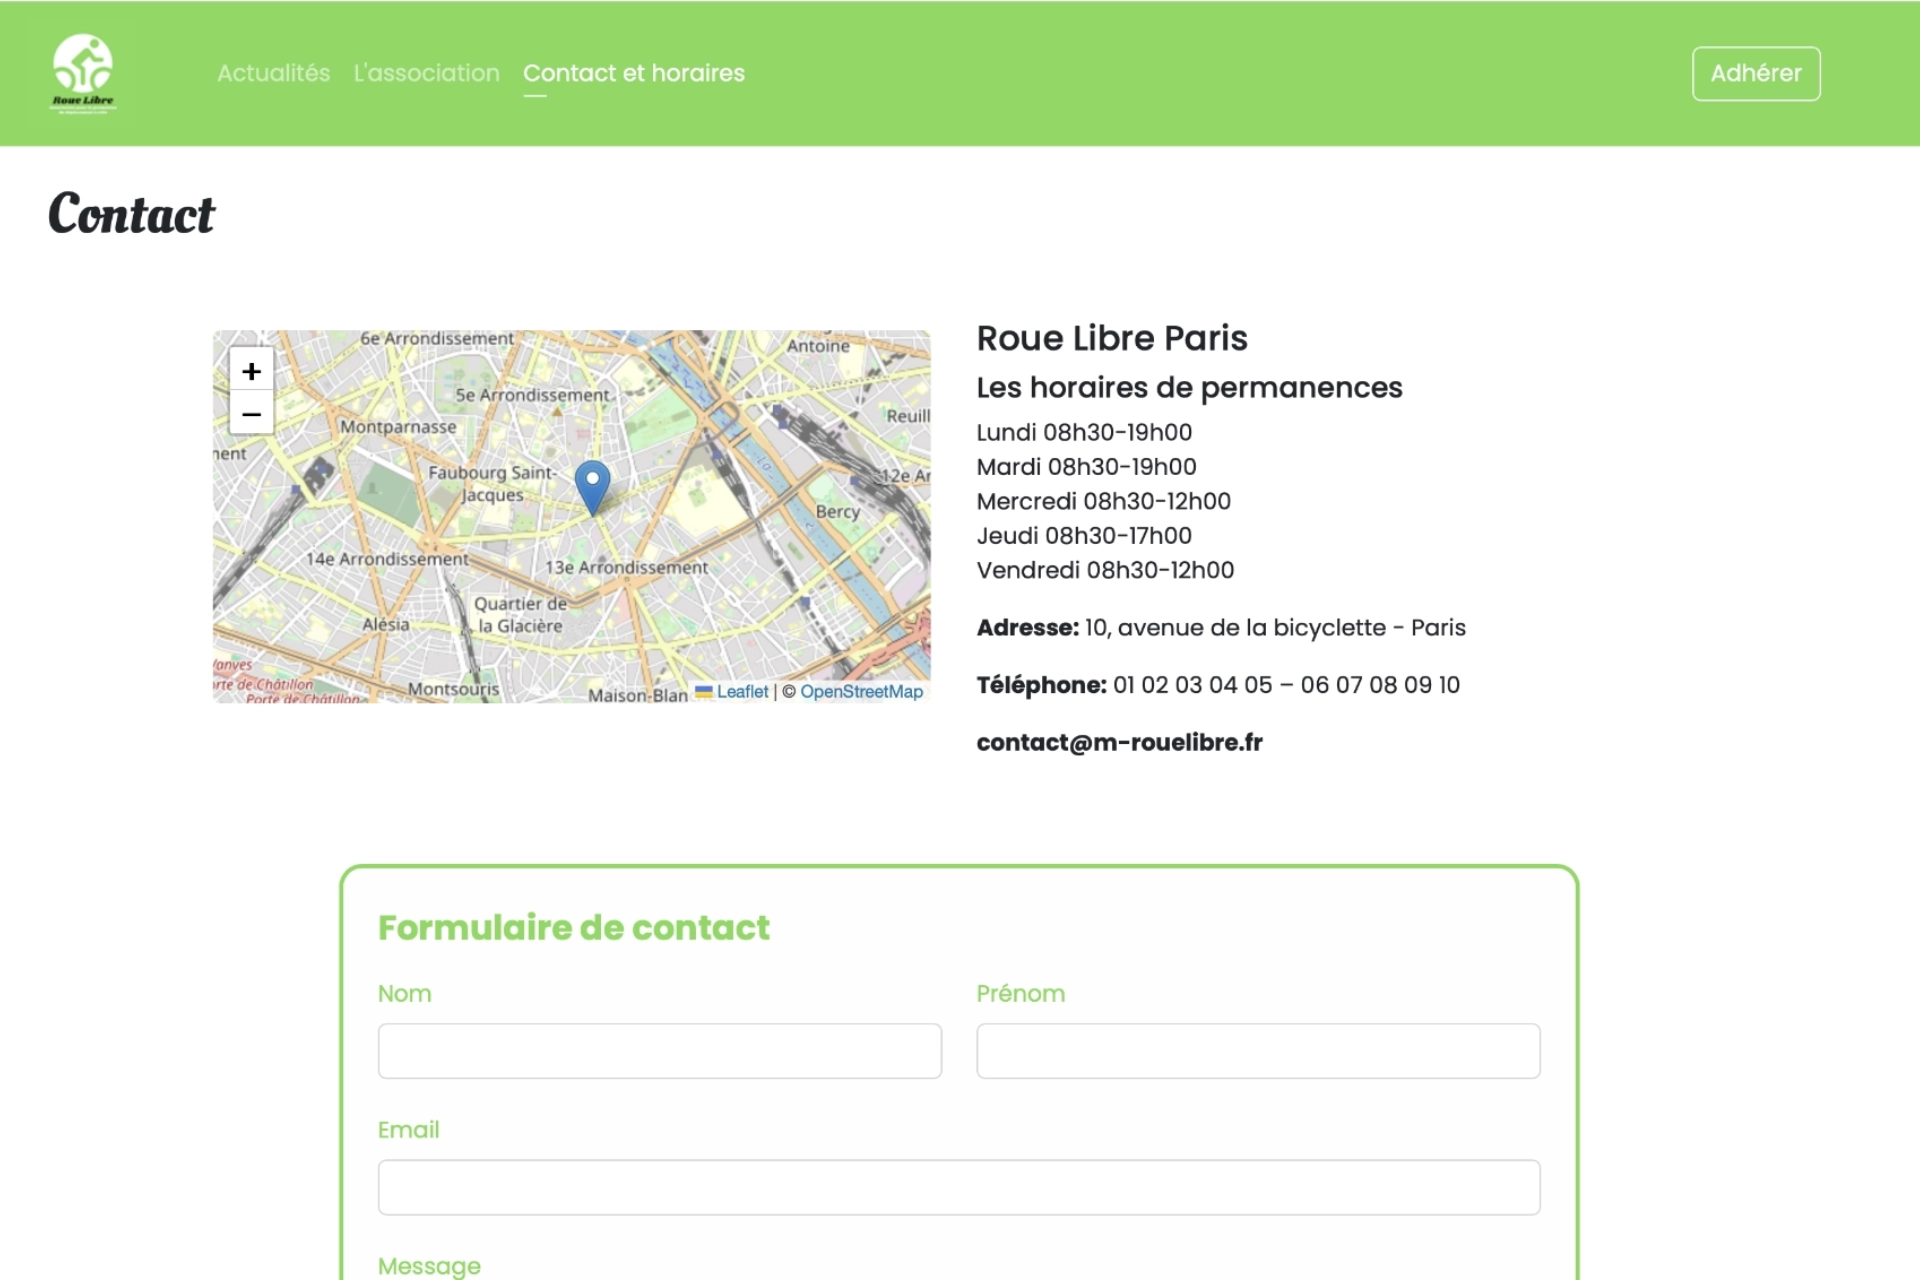 Roue Libre
Actualités
L'association
Contact et horaires
Adhérer
Contact
+
−
6e Arrondissement
Antoine
5e Arrondissement
Reuill
Montparnasse
nent
Faubourg Saint-
Jacques
12e Ar
Bercy
14e Arrondissement
13e Arrondissement
Quartier de
la Glacière
Alésia
Vanves
rte de Châtillon
Porte de Châtillon
Montsouris
Maison-Blan
Leaflet | © OpenStreetMap
Roue Libre Paris
Les horaires de permanences
Lundi 08h30-19h00
Mardi 08h30-19h00
Mercredi 08h30-12h00
Jeudi 08h30-17h00
Vendredi 08h30-12h00
Adresse: 10, avenue de la bicyclette - Paris
Téléphone: 01 02 03 04 05 – 06 07 08 09 10
contact@m-rouelibre.fr
Formulaire de contact
Nom
Prénom
Email
Message